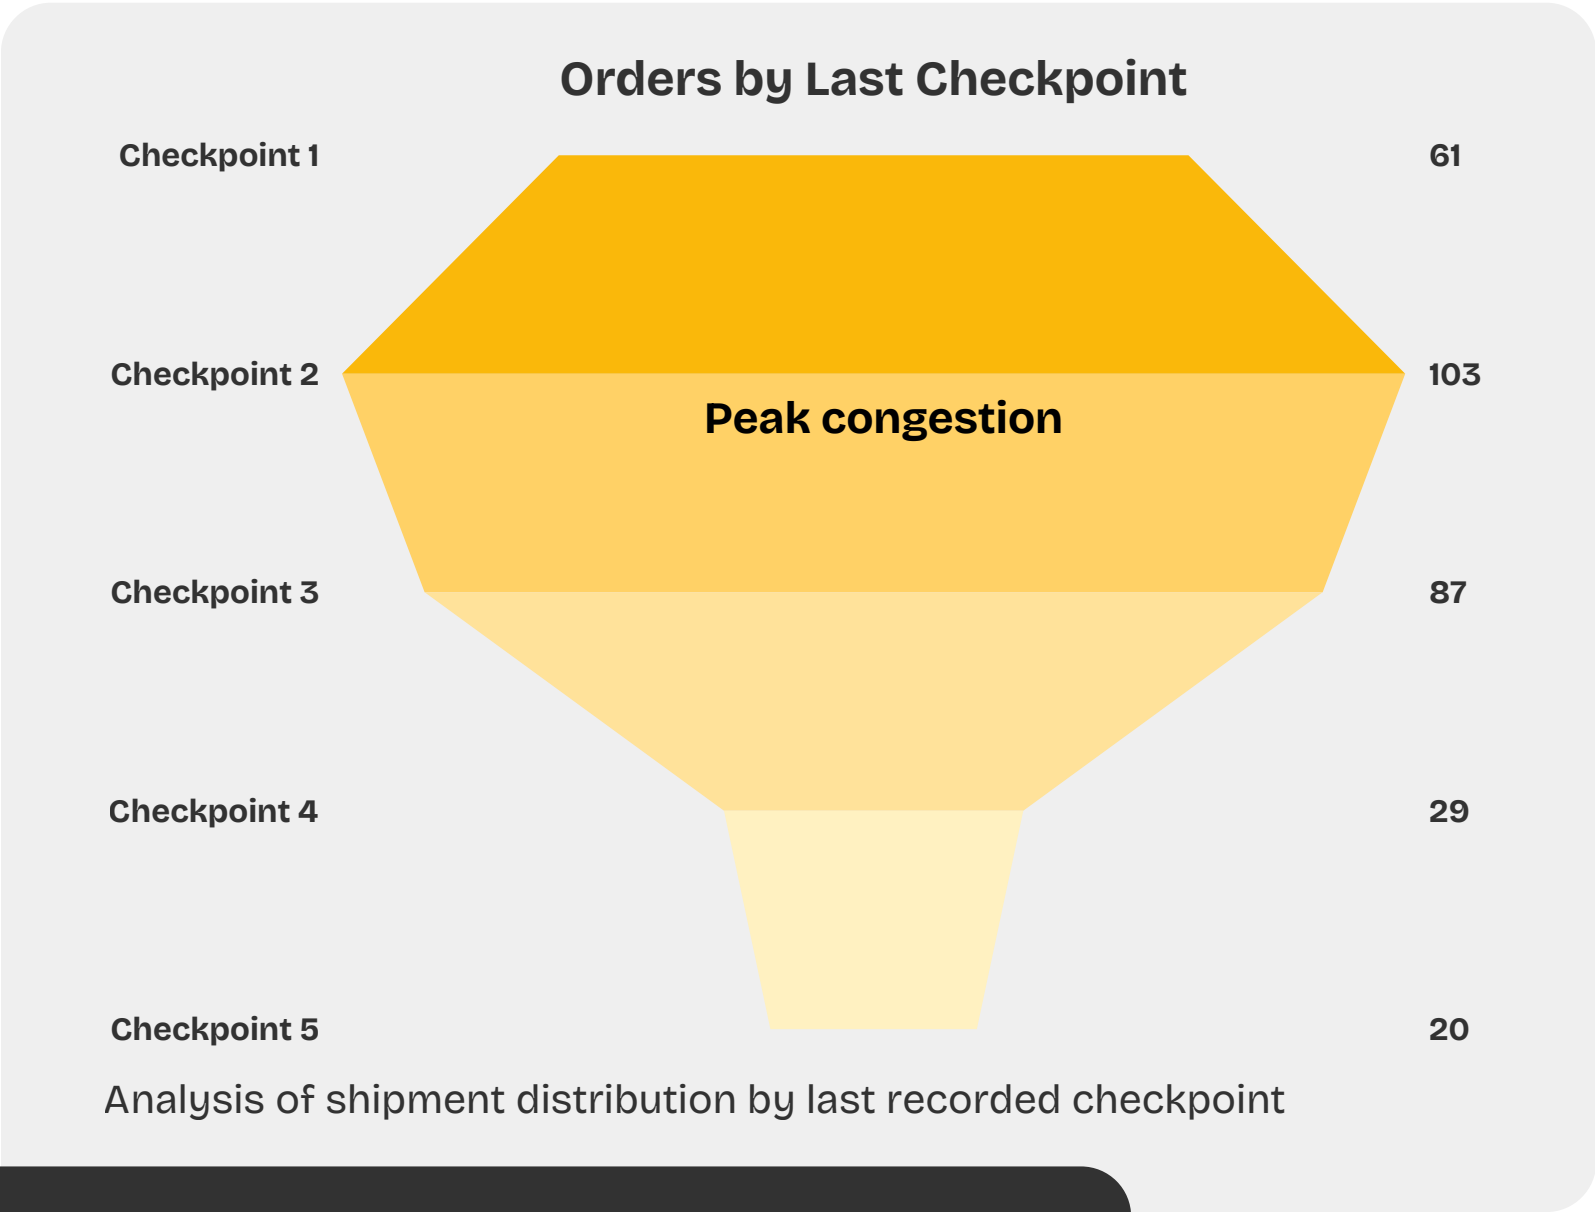 Orders by Last Checkpoint
Checkpoint 1 61
Checkpoint 2 103
Peak congestion
Checkpoint 3 87
Checkpoint 4 29
Checkpoint 5 20
Analysis of shipment distribution by last recorded checkpoint